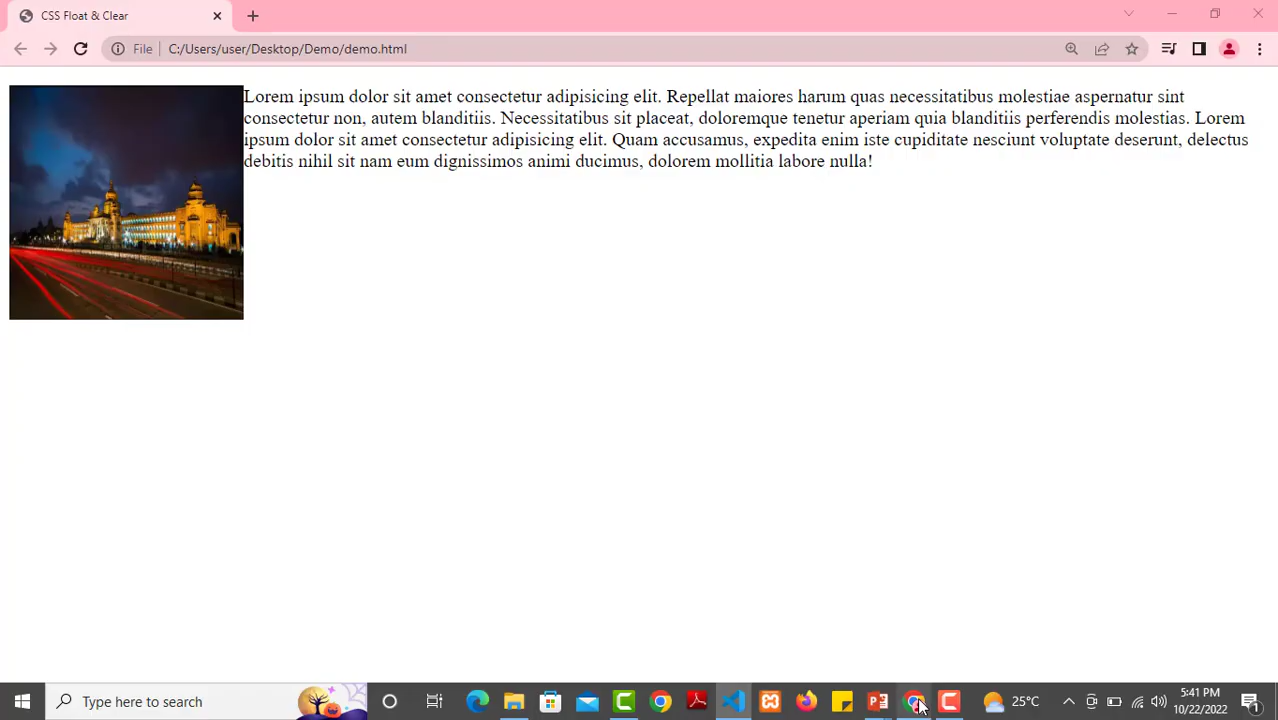 CSS Float & Clear
File
C:/Users/user/Desktop/Demo/demo.html
Lorem ipsum dolor sit amet consectetur adipisicing elit. Repellat maiores harum quas necessitatibus molestiae aspernatur sint
consectetur non, autem blanditiis. Necessitatibus sit placeat, doloremque tenetur aperiam quia blanditiis perferendis molestias. Lorem
ipsum dolor sit amet consectetur adipisicing elit. Quam accusamus, expedita enim iste cupiditate nesciunt voluptate deserunt, delectus
debitis nihil sit nam eum dignissimos animi ducimus, dolorem mollitia labore nulla!
Type here to search
25°C
5:41 PM
10/22/2022
1